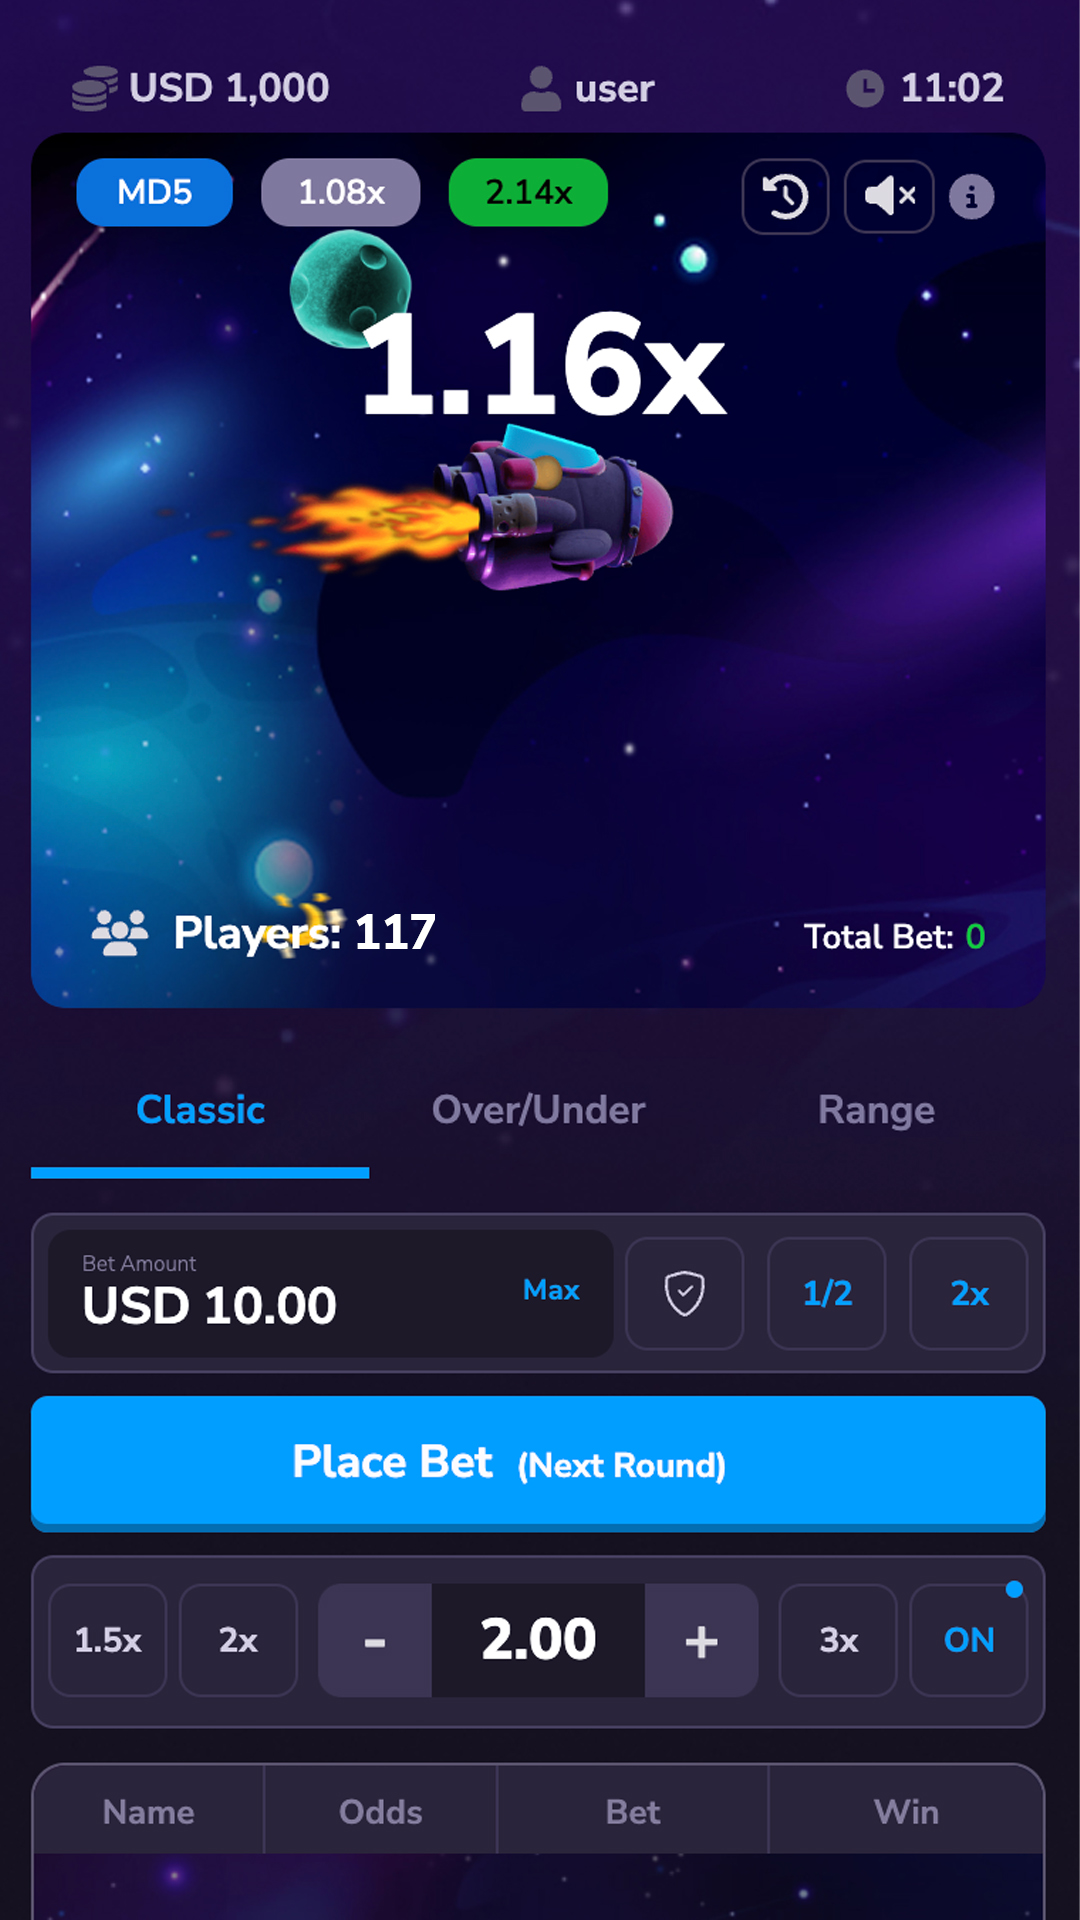 USD 1,000 user 11:02
MD5 1.08x 2.14x
1.16x
Players: 117 Total Bet: 0
Classic Over/Under Range
Bet Amount
USD 10.00 Max 1/2 2x
Place Bet (Next Round)
1.5x 2x - 2.00 + 3x ON
Name Odds Bet Win